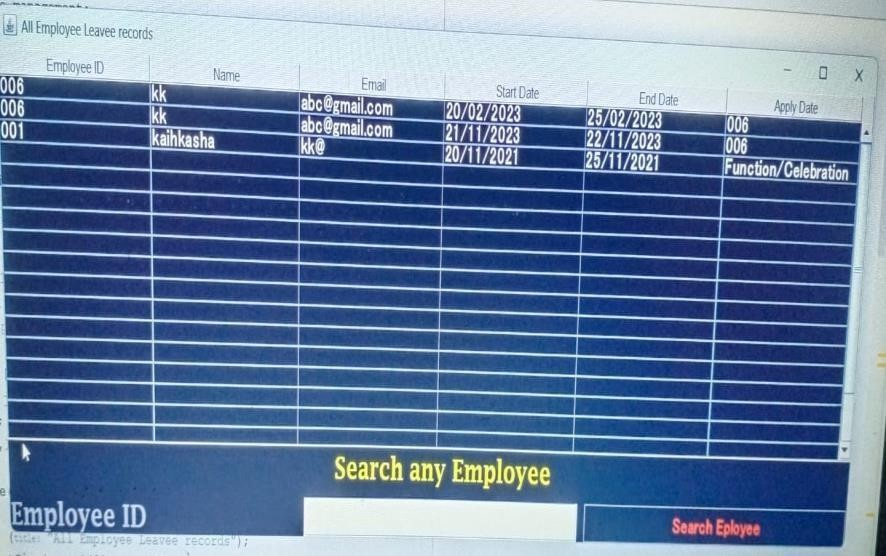 All Employee Leavee records
Employee ID Name Email Start Date End Date Apply Date
006 kk abc@gmail.com 20/02/2023 25/02/2023 006
006 kk abc@gmail.com 21/11/2023 22/11/2023 006
001 kaihkasha kk@ 20/11/2021 25/11/2021 Function/Celebration
Search any Employee
Employee ID
Search Eployee
(title: "All Employee Leavee records");